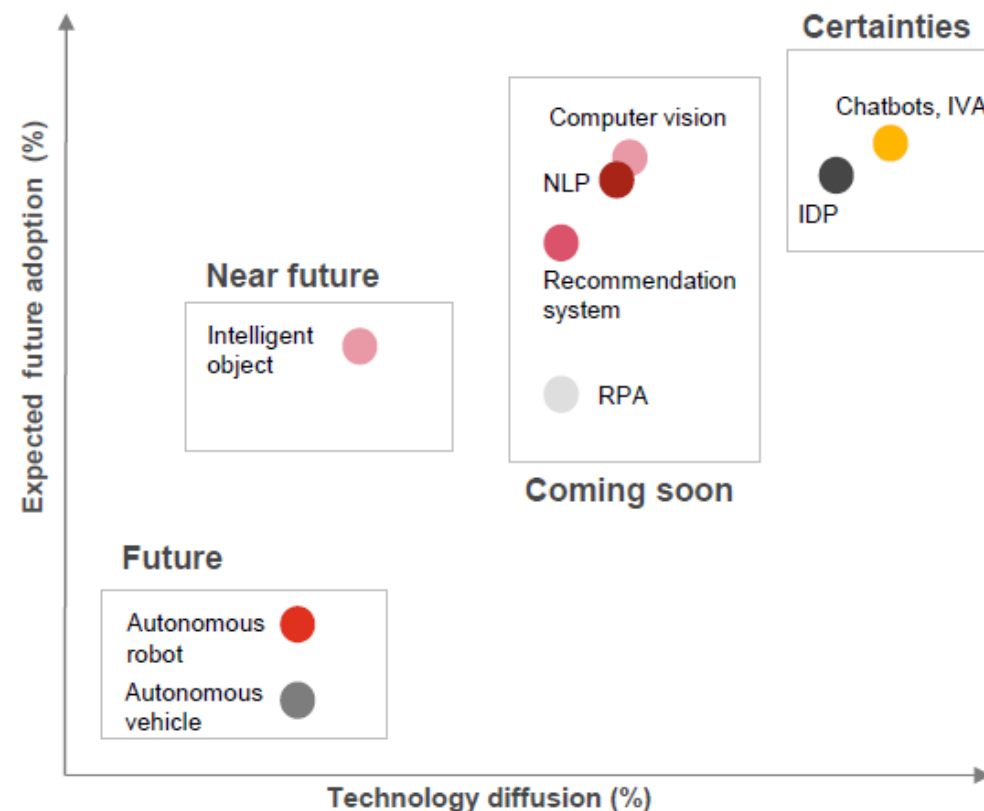 Certainties
Chatbots, IVA
Computer vision
NLP
IDP
Recommendation
system
RPA
Coming soon
Near future
Intelligent
object
Future
Autonomous
robot
Autonomous
vehicle
Expected future adoption (%)
Technology diffusion (%)